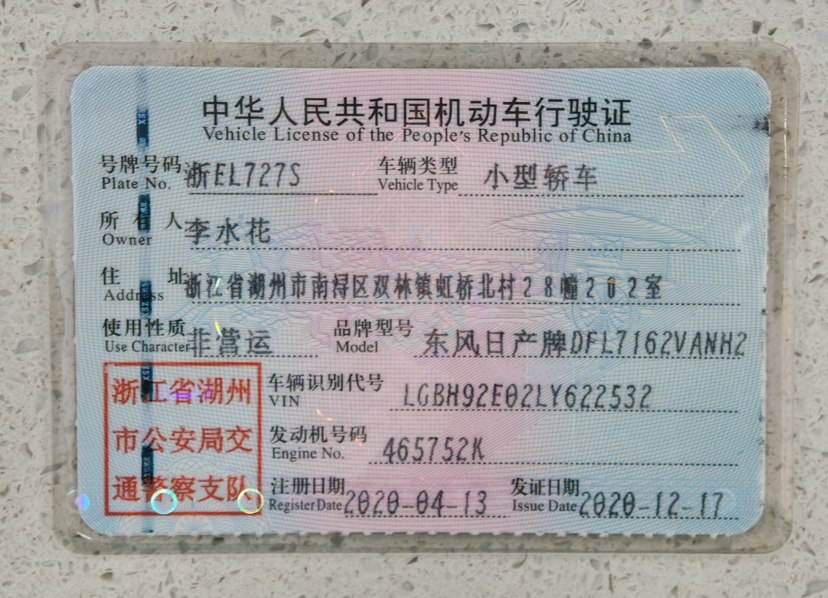 中华人民共和国机动车行驶证
Vehicle License of the People's Republic of China
号牌号码 浙EL727S 车辆类型 小型轿车
Plate No. Vehicle Type
所有人 李水花
Owner
住址 浙江省湖州市南浔区双林镇虹桥北村28幢202室
Address
使用性质 非营运 品牌型号 东风日产牌DFL7162VANH2
Use Character Model
浙江省湖州
市公安局交
通警察支队
车辆识别代号 LGBH92E02LY622532
VIN
发动机号码 465752K
Engine No.
注册日期 2020-04-13 发证日期 2020-12-17
Register Date Issue Date